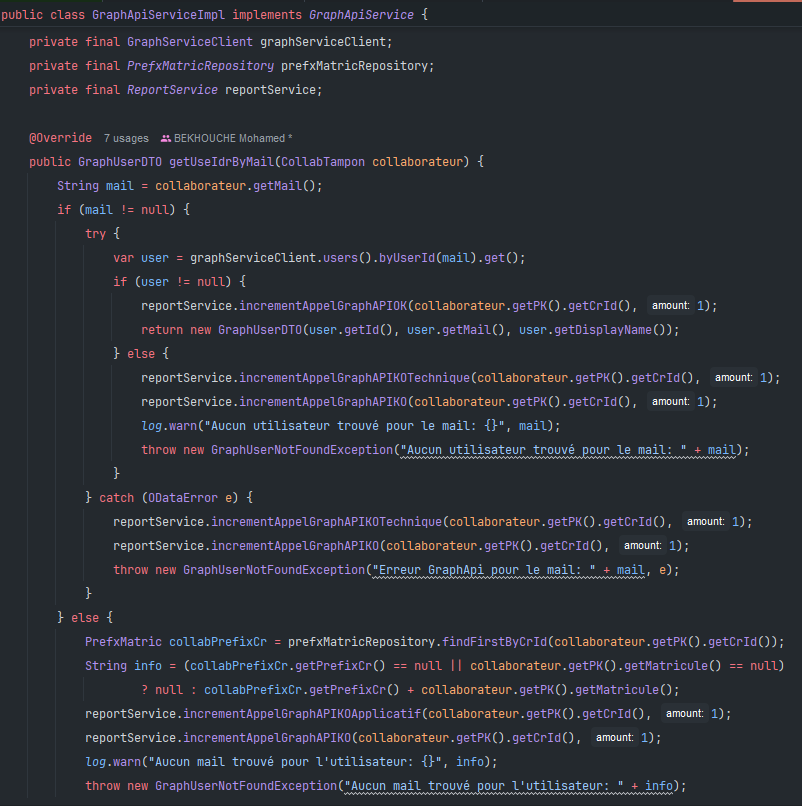 public class GraphApiServiceImpl implements GraphApiService {
private final GraphServiceClient graphServiceClient;
private final PrefxMatricRepository prefxMatricRepository;
private final ReportService reportService;
@Override 7 usages BEKHOUCHE Mohamed *
public GraphUserDTO getUseIdrByMail(CollabTampon collaborateur) {
String mail = collaborateur.getMail();
if (mail != null) {
try {
var user = graphServiceClient.users().byUserId(mail).get();
if (user != null) {
reportService.incrementAppelGraphAPIOK(collaborateur.getPK().getCrId(), amount: 1);
return new GraphUserDTO(user.getId(), user.getMail(), user.getDisplayName());
} else {
reportService.incrementAppelGraphAPIKOTechnique(collaborateur.getPK().getCrId(), amount: 1);
reportService.incrementAppelGraphAPIKO(collaborateur.getPK().getCrId(), amount: 1);
log.warn("Aucun utilisateur trouvé pour le mail: {}", mail);
throw new GraphUserNotFoundException("Aucun utilisateur trouvé pour le mail: " + mail);
}
} catch (ODataError e) {
reportService.incrementAppelGraphAPIKOTechnique(collaborateur.getPK().getCrId(), amount: 1);
reportService.incrementAppelGraphAPIKO(collaborateur.getPK().getCrId(), amount: 1);
throw new GraphUserNotFoundException("Erreur GraphApi pour le mail: " + mail, e);
}
} else {
PrefxMatric collabPrefixCr = prefxMatricRepository.findFirstByCrId(collaborateur.getPK().getCrId());
String info = (collabPrefixCr.getPrefixCr() == null || collaborateur.getPK().getMatricule() == null)
? null : collabPrefixCr.getPrefixCr() + collaborateur.getPK().getMatricule();
reportService.incrementAppelGraphAPIKOApplicatif(collaborateur.getPK().getCrId(), amount: 1);
reportService.incrementAppelGraphAPIKO(collaborateur.getPK().getCrId(), amount: 1);
log.warn("Aucun mail trouvé pour l'utilisateur: {}", info);
throw new GraphUserNotFoundException("Aucun mail trouvé pour l'utilisateur: " + info);